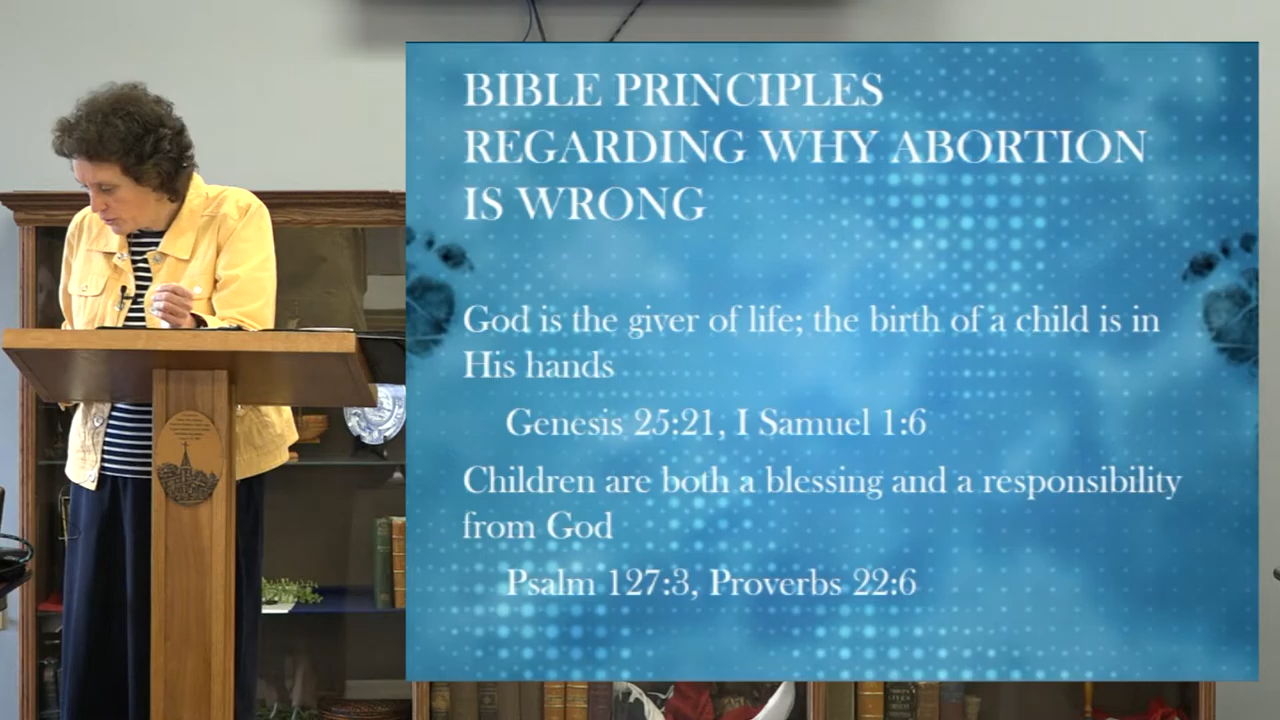 BIBLE PRINCIPLES
REGARDING WHY ABORTION
IS WRONG
God is the giver of life; the birth of a child is in
His hands
Genesis 25:21, I Samuel 1:6
Children are both a blessing and a responsibility
from God
Psalm 127:3, Proverbs 22:6